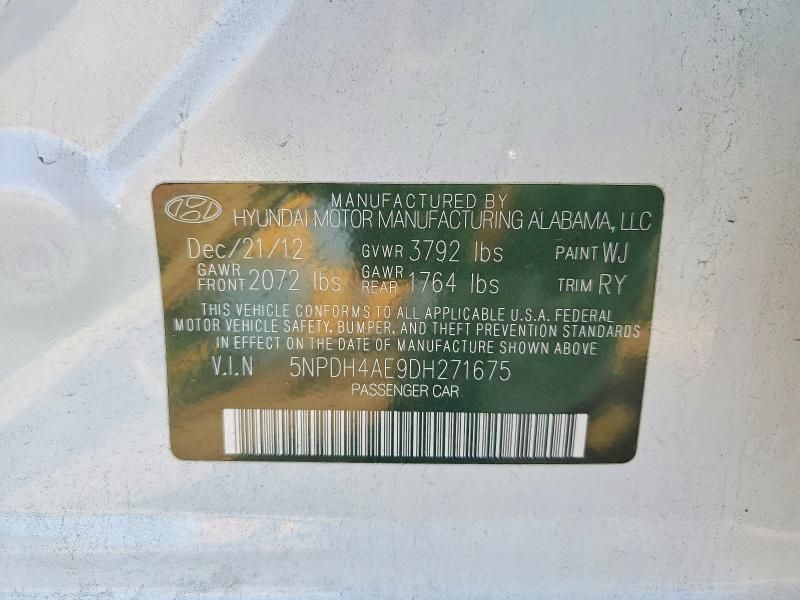 MANUFACTURED BY
HYUNDAI MOTOR MANUFACTURING ALABAMA, LLC
Dec/21/12 GVWR 3792 lbs PAINT WJ
GAWR FRONT 2072 lbs GAWR REAR 1764 lbs TRIM RY
THIS VEHICLE CONFORMS TO ALL APPLICABLE U.S.A. FEDERAL
MOTOR VEHICLE SAFETY, BUMPER, AND THEFT PREVENTION STANDARDS
IN EFFECT ON THE DATE OF MANUFACTURE SHOWN ABOVE
V.I.N 5NPDH4AE9DH271675
PASSENGER CAR